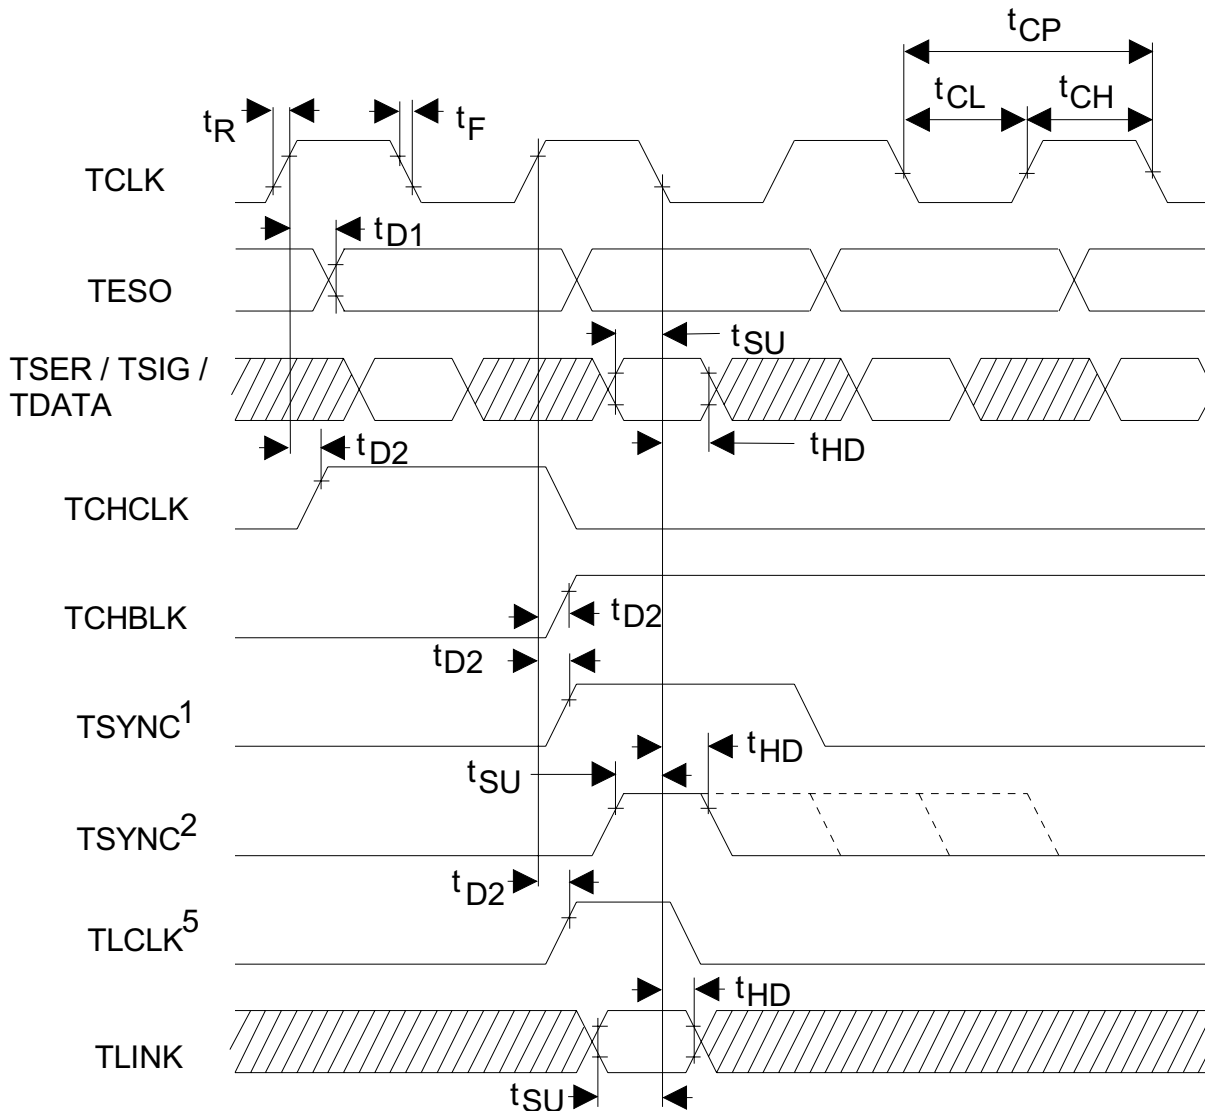 tCP
tCL tCH
tR tF
TCLK
tD1
TESO
tSU
TSER / TSIG /
TDATA
tHD
tD2
TCHCLK
TCHBLK
tD2
tD2
TSYNC1
tHD
tSU
TSYNC2
tD2
TLCLK5
tHD
TLINK
tSU